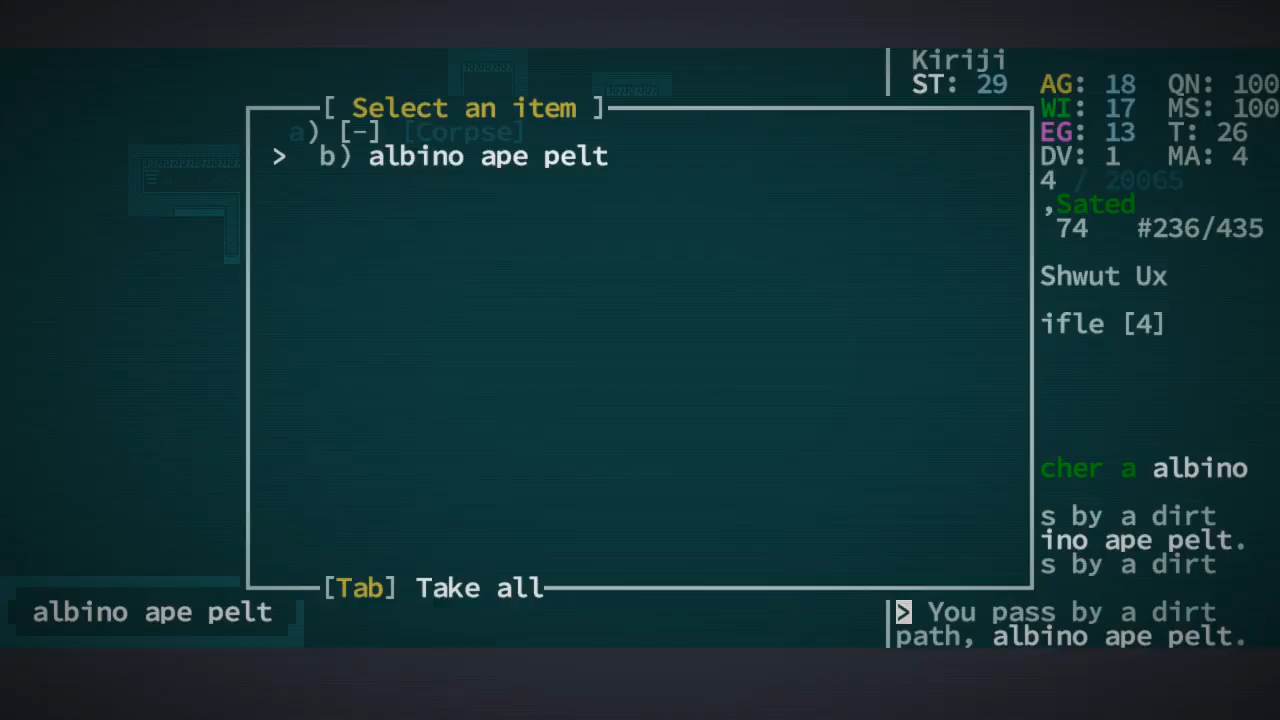 Kiriji
ST: 29 AG: 18 QN: 100
WI: 17 MS: 100
EG: 13 T: 26
DV: 1 MA: 4
4 / 20065
,Sated
74 #236/435
Shwut Ux
ifle [4]
[ Select an item ]
a) [-] [Corpse]
> b) albino ape pelt
[Tab] Take all
cher a albino
s by a dirt
ino ape pelt.
s by a dirt
> You pass by a dirt
path, albino ape pelt.
albino ape pelt